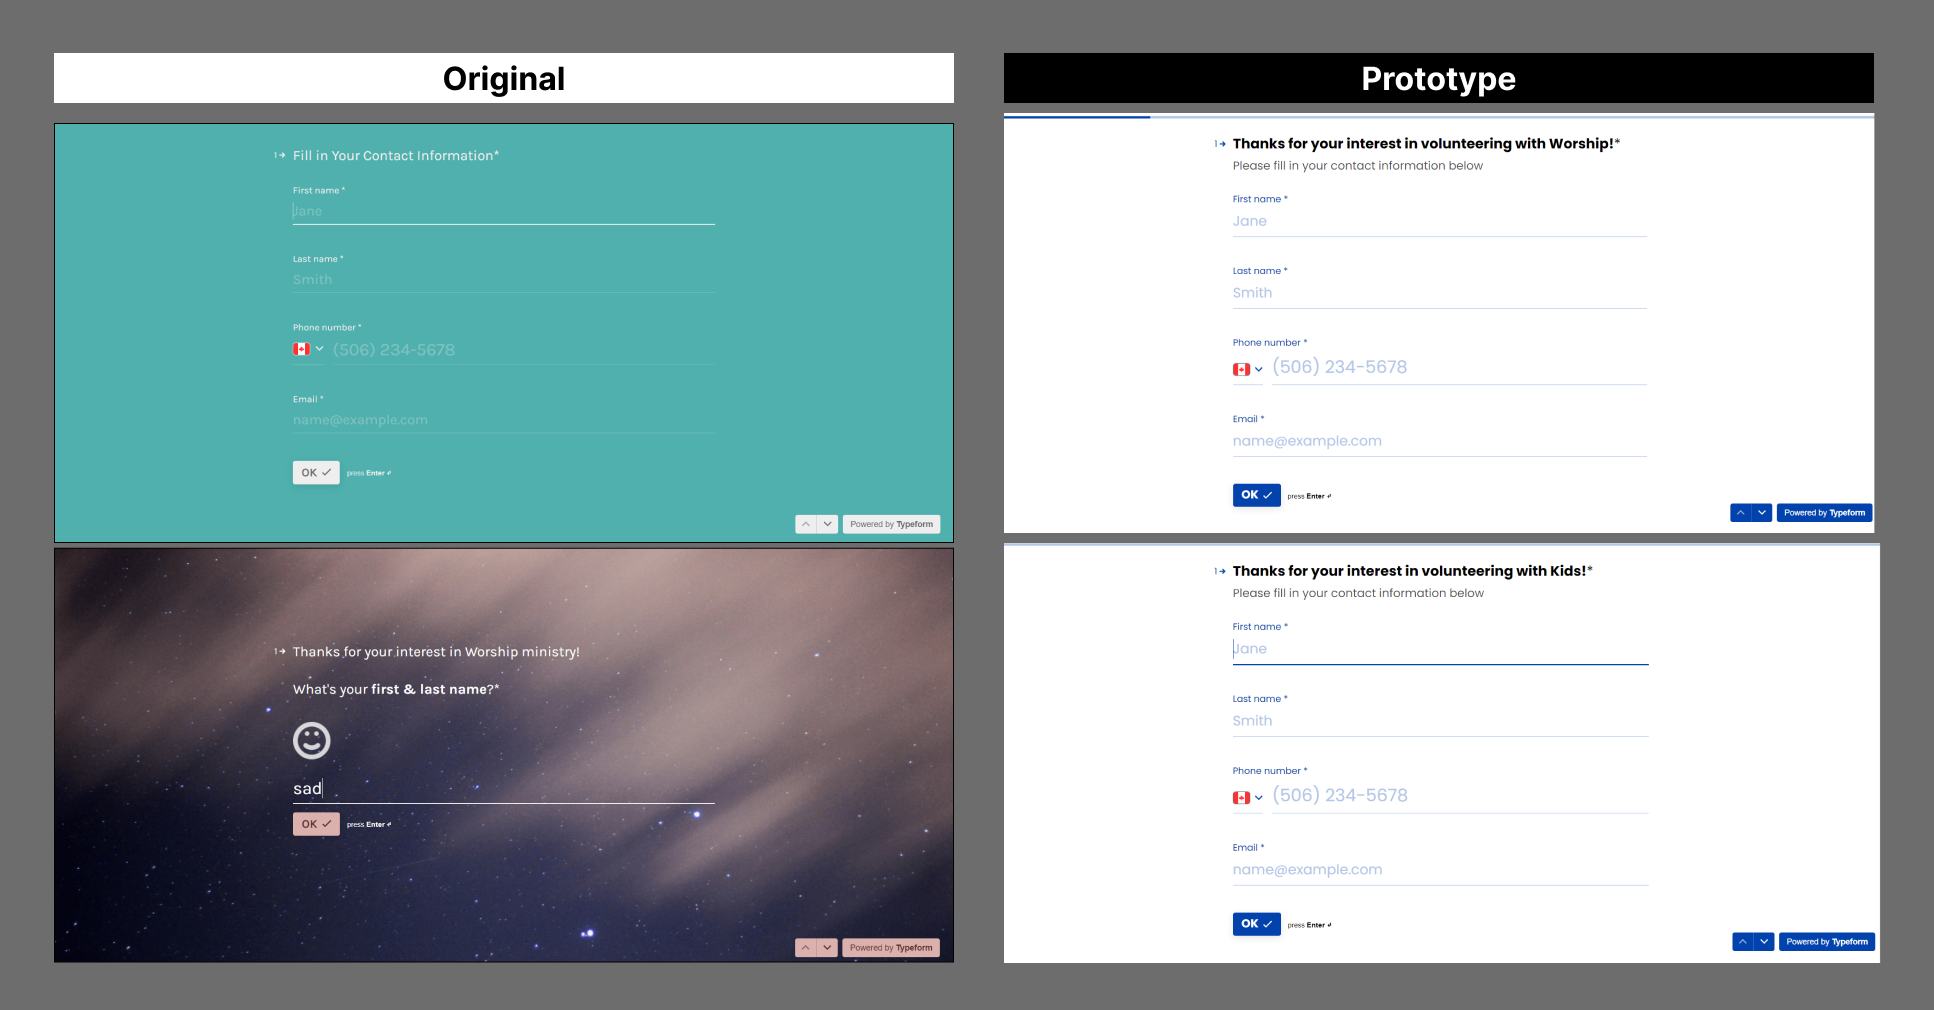 Original
1→ Fill in Your Contact Information*
First name *
Jane
Last name *
Smith
Phone number *
(506) 234-5678
Email *
name@example.com
OK ✓ press Enter ↵
Powered by Typeform
1→ Thanks for your interest in Worship ministry!
What's your first & last name?*
sad
OK ✓ press Enter ↵
Powered by Typeform
Prototype
1→ Thanks for your interest in volunteering with Worship!*
Please fill in your contact information below
First name *
Jane
Last name *
Smith
Phone number *
(506) 234-5678
Email *
name@example.com
OK ✓ press Enter ↵
Powered by Typeform
1→ Thanks for your interest in volunteering with Kids!*
Please fill in your contact information below
First name *
Jane
Last name *
Smith
Phone number *
(506) 234-5678
Email *
name@example.com
OK ✓ press Enter ↵
Powered by Typeform